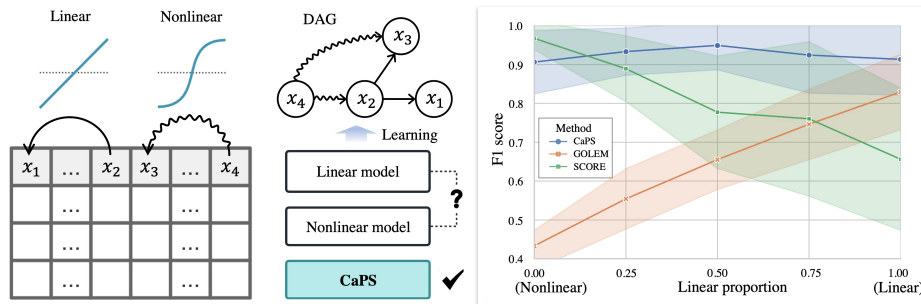 Linear
Nonlinear
x₁ ... x₂ x₃ ... x₄
... ...
... ...
... ...
DAG
x₃
x₄ x₂ x₁
Learning
Linear model
?
Nonlinear model
CaPS
1.0
0.9
0.8
0.7
0.6
0.5
0.4
F1 score
Method
CaPS
GOLEM
SCORE
0.00 0.25 0.50 0.75 1.00
(Nonlinear) Linear proportion (Linear)